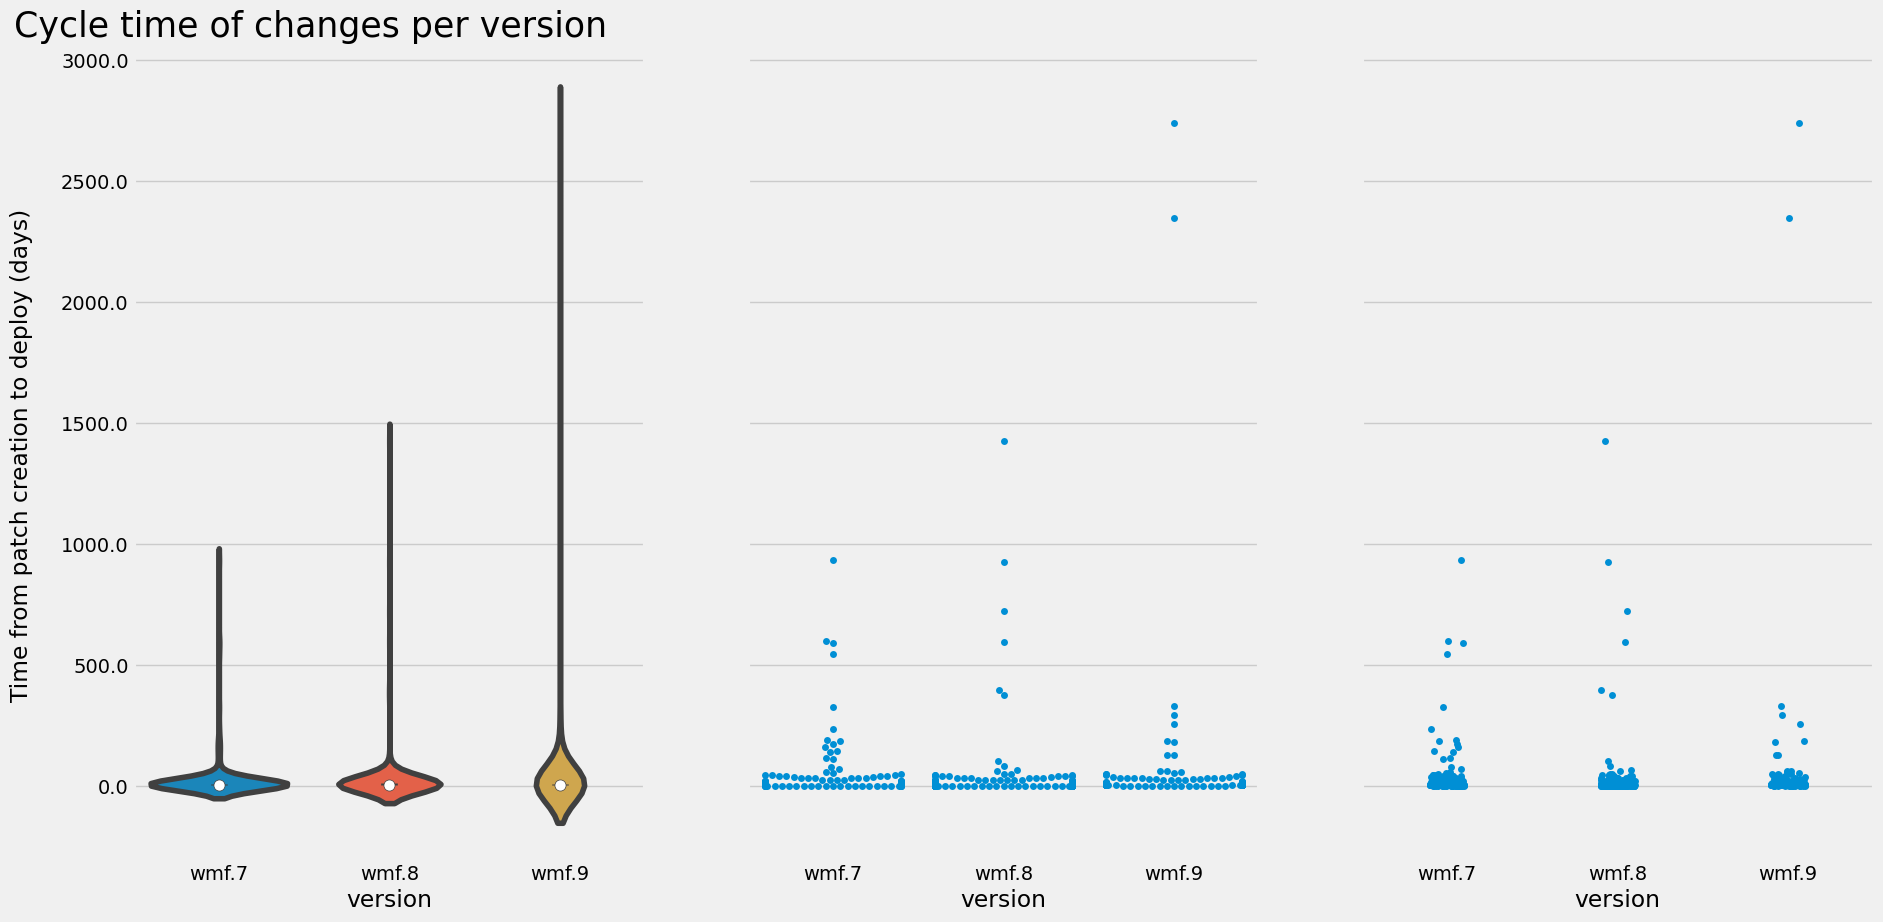 Cycle time of changes per version
Time from patch creation to deploy (days)
3000.0
2500.0
2000.0
1500.0
1000.0
500.0
0.0
wmf.7 wmf.8 wmf.9
version
wmf.7 wmf.8 wmf.9
version
wmf.7 wmf.8 wmf.9
version